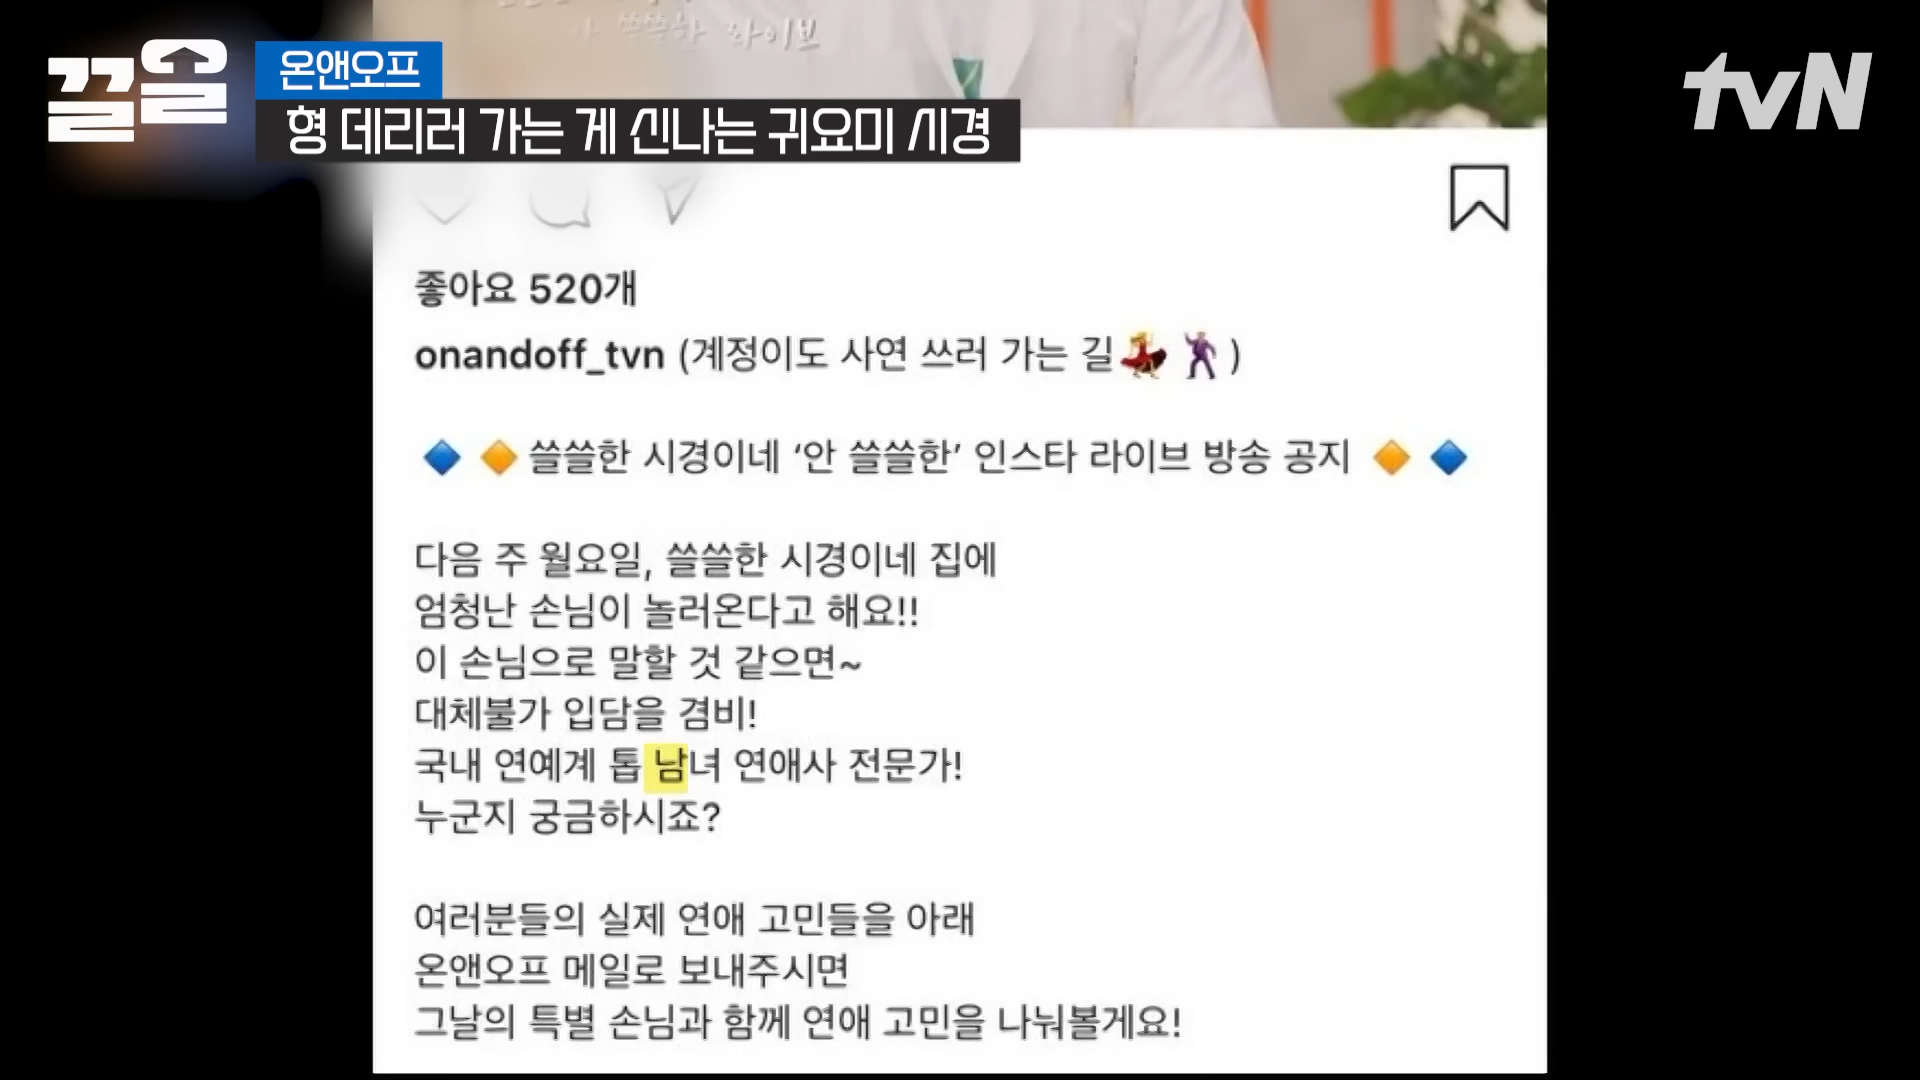 끌올
온앤오프
형 데리러 가는 게 신나는 귀요미 시경
tvN
좋아요 520개
onandoff_tvn (계정이도 사연 쓰러 가는 길💃🕺)
🔷🔶쓸쓸한 시경이네 ‘안 쓸쓸한’ 인스타 라이브 방송 공지🔶🔷
다음 주 월요일, 쓸쓸한 시경이네 집에
엄청난 손님이 놀러온다고 해요!!
이 손님으로 말할 것 같으면~
대체불가 입담을 겸비!
국내 연예계 톱 남녀 연애사 전문가!
누군지 궁금하시죠?
여러분들의 실제 연애 고민들을 아래
온앤오프 메일로 보내주시면
그날의 특별 손님과 함께 연애 고민을 나눠볼게요!